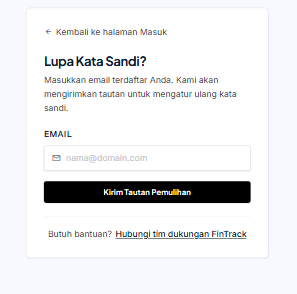 ← Kembali ke halaman Masuk
Lupa Kata Sandi?
Masukkan email terdaftar Anda. Kami akan
mengirimkan tautan untuk mengatur ulang kata
sandi.
EMAIL
nama@domain.com
Kirim Tautan Pemulihan
Butuh bantuan? Hubungi tim dukungan FinTrack